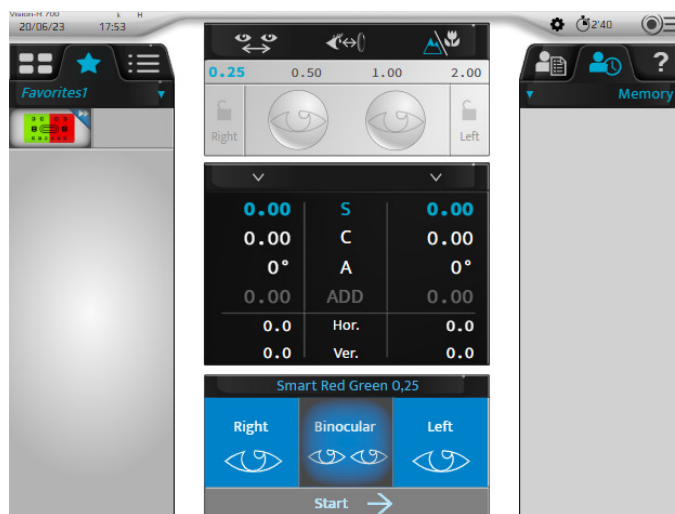 Vision-R 700
20/06/23 17:53
2'40
?
Favorites1
Memory
0.25 0.50 1.00 2.00
Right Left
0.00 S 0.00
0.00 C 0.00
0° A 0°
0.00 ADD 0.00
0.0 Hor. 0.0
0.0 Ver. 0.0
Smart Red Green 0,25
Right Binocular Left
Start